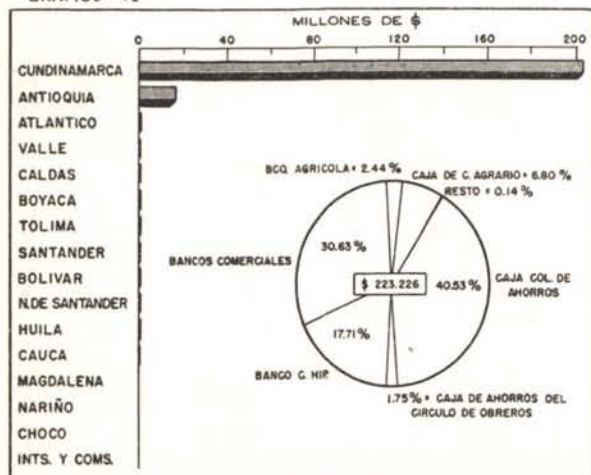 MILLONES DE $
0 40 80 120 160 200
CUNDINAMARCA
ANTIOQUIA
ATLANTICO
VALLE
CALDAS
BOYACA
TOLIMA
SANTANDER
BOLIVAR
N.DE SANTANDER
HUILA
CAUCA
MAGDALENA
NARIÑO
CHOCO
INTS. Y COMS.
BCO. AGRICOLA = 2.44 %
CAJA DE C. AGRARIO = 6.80 %
RESTO = 0.14 %
BANCOS COMERCIALES
30.63 %
$ 223.226
40.53 %
CAJA COL. DE
AHORROS
17.71 %
BANCO C. HIP.
1.75 % = CAJA DE AHORROS DEL
CIRCULO DE OBREROS